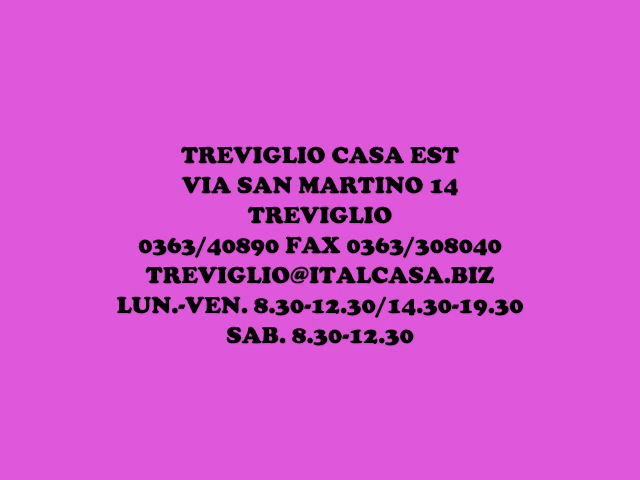 TREVIGLIO CASA EST
VIA SAN MARTINO 14
TREVIGLIO
0363/40890 FAX 0363/308040
TREVIGLIO@ITALCASA.BIZ
LUN.-VEN. 8.30-12.30/14.30-19.30
SAB. 8.30-12.30